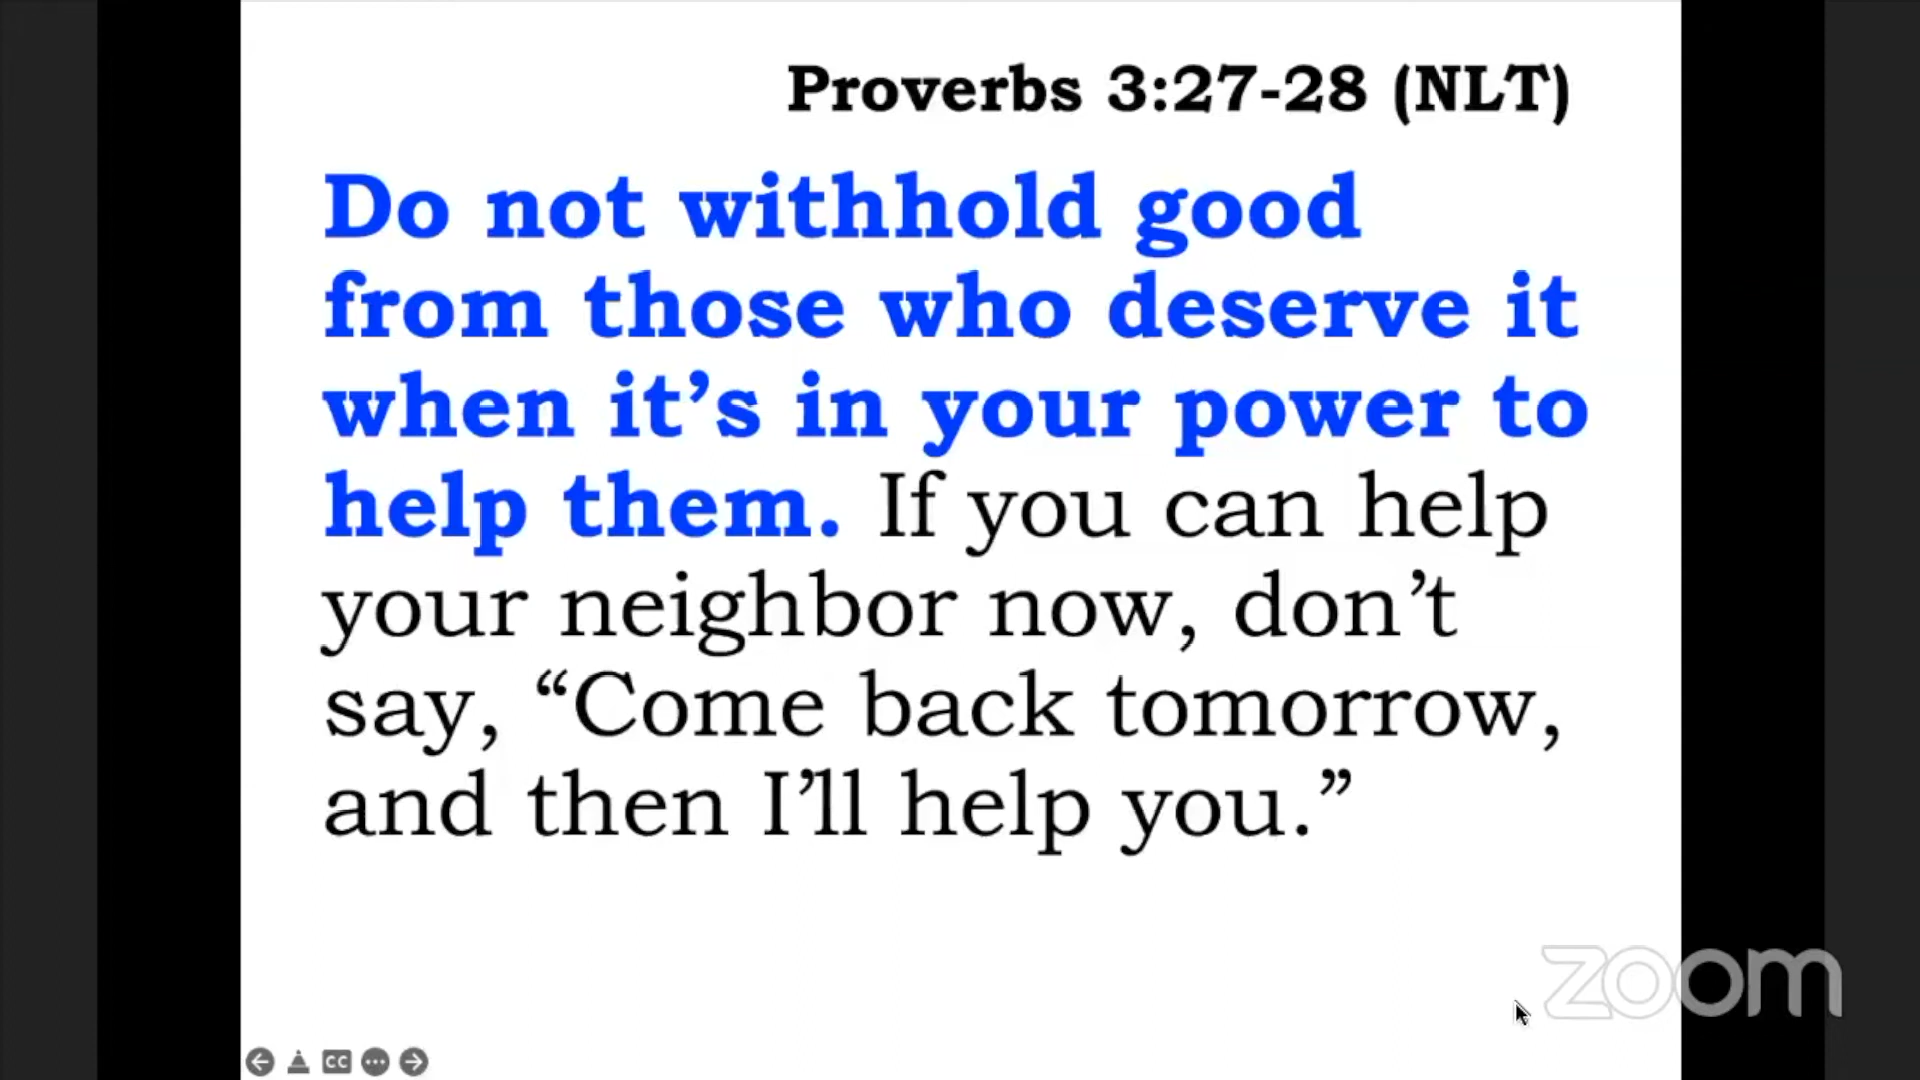 Proverbs 3:27-28 (NLT)
Do not withhold good
from those who deserve it
when it’s in your power to
help them. If you can help
your neighbor now, don’t
say, “Come back tomorrow,
and then I’ll help you.”
zoom
CC